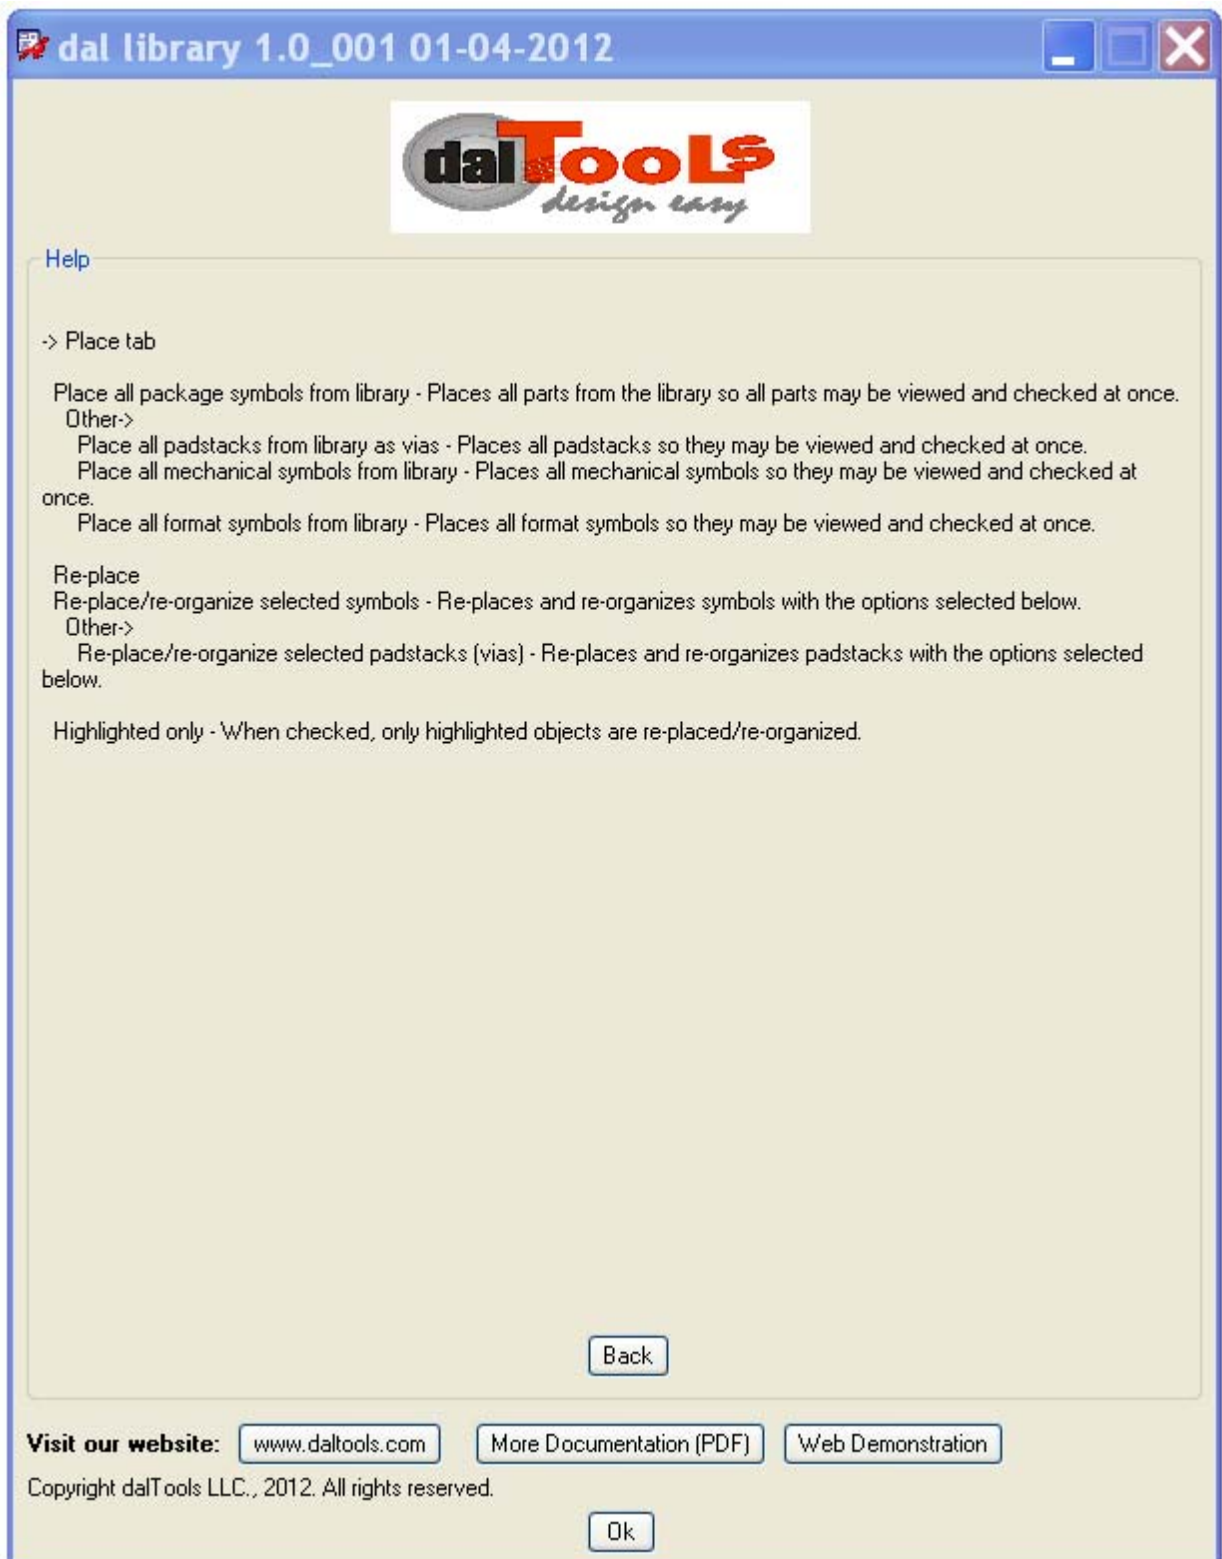 dal library 1.0_001 01-04-2012
dalTooLs
design easy
Help
-> Place tab
Place all package symbols from library - Places all parts from the library so all parts may be viewed and checked at once.
Other->
Place all padstacks from library as vias - Places all padstacks so they may be viewed and checked at once.
Place all mechanical symbols from library - Places all mechanical symbols so they may be viewed and checked at
once.
Place all format symbols from library - Places all format symbols so they may be viewed and checked at once.
Re-place
Re-place/re-organize selected symbols - Re-places and re-organizes symbols with the options selected below.
Other->
Re-place/re-organize selected padstacks (vias) - Re-places and re-organizes padstacks with the options selected
below.
Highlighted only - When checked, only highlighted objects are re-placed/re-organized.
Back
Visit our website: www.daltools.com More Documentation (PDF) Web Demonstration
Copyright dalTools LLC., 2012. All rights reserved.
Ok